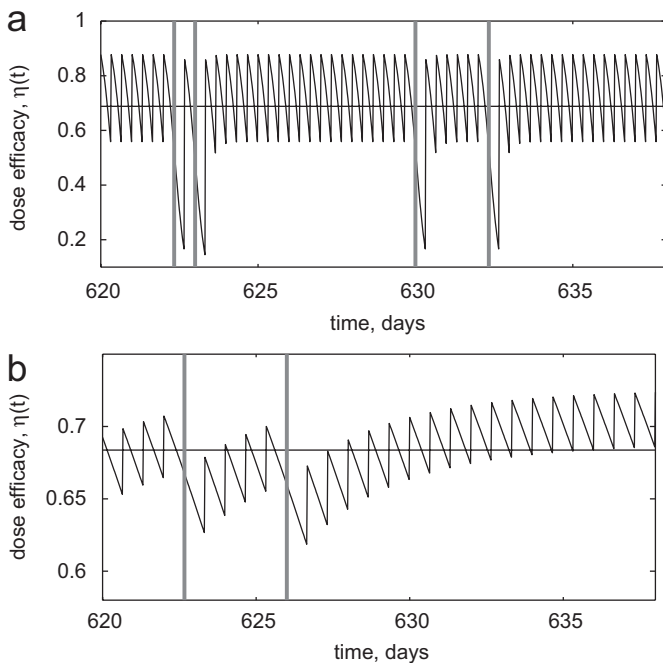 a
dose efficacy, η(t)
1
0.8
0.6
0.4
0.2
620 625 630 635
time, days
b
dose efficacy, η(t)
0.7
0.65
0.6
620 625 630 635
time, days